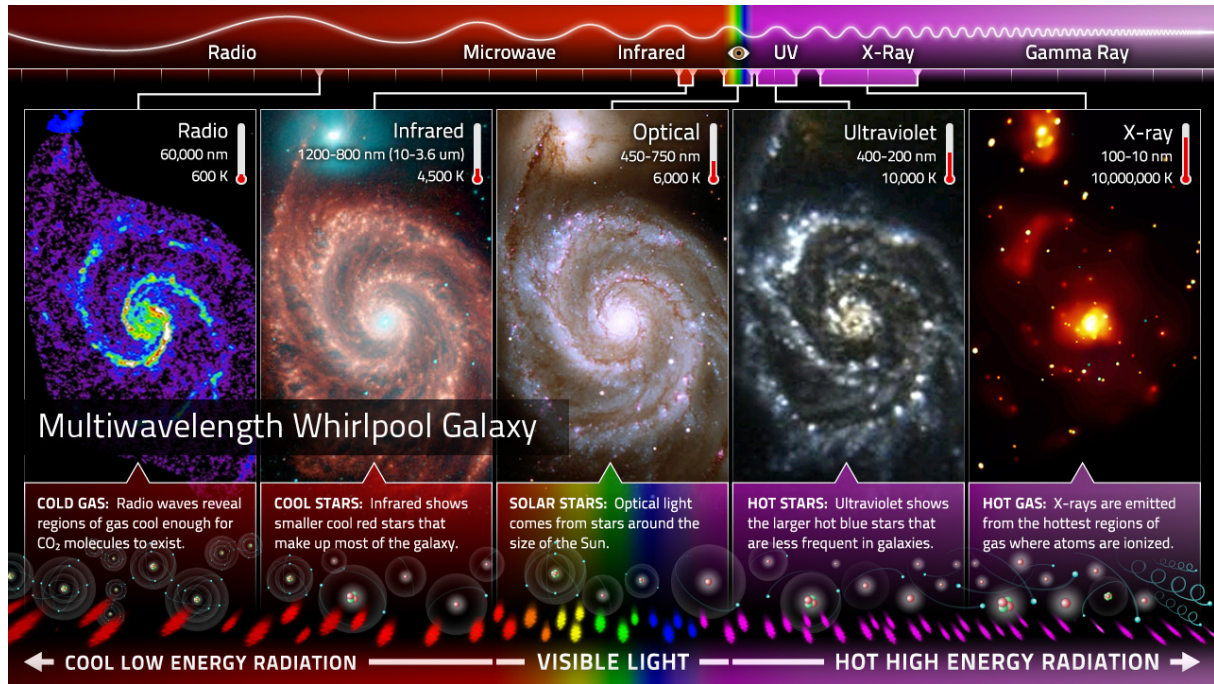 Radio
Microwave
Infrared
UV
X-Ray
Gamma Ray
Radio
60,000 nm
600 K
Infrared
1200-800 nm (10-3.6 um)
4,500 K
Optical
450-750 nm
6,000 K
Ultraviolet
400-200 nm
10,000 K
X-ray
100-10 nm
10,000,000 K
Multiwavelength Whirlpool Galaxy
COLD GAS: Radio waves reveal
regions of gas cool enough for
CO₂ molecules to exist.
COOL STARS: Infrared shows
smaller cool red stars that
make up most of the galaxy.
SOLAR STARS: Optical light
comes from stars around the
size of the Sun.
HOT STARS: Ultraviolet shows
the larger hot blue stars that
are less frequent in galaxies.
HOT GAS: X-rays are emitted
from the hottest regions of
gas where atoms are ionized.
COOL LOW ENERGY RADIATION
VISIBLE LIGHT
HOT HIGH ENERGY RADIATION